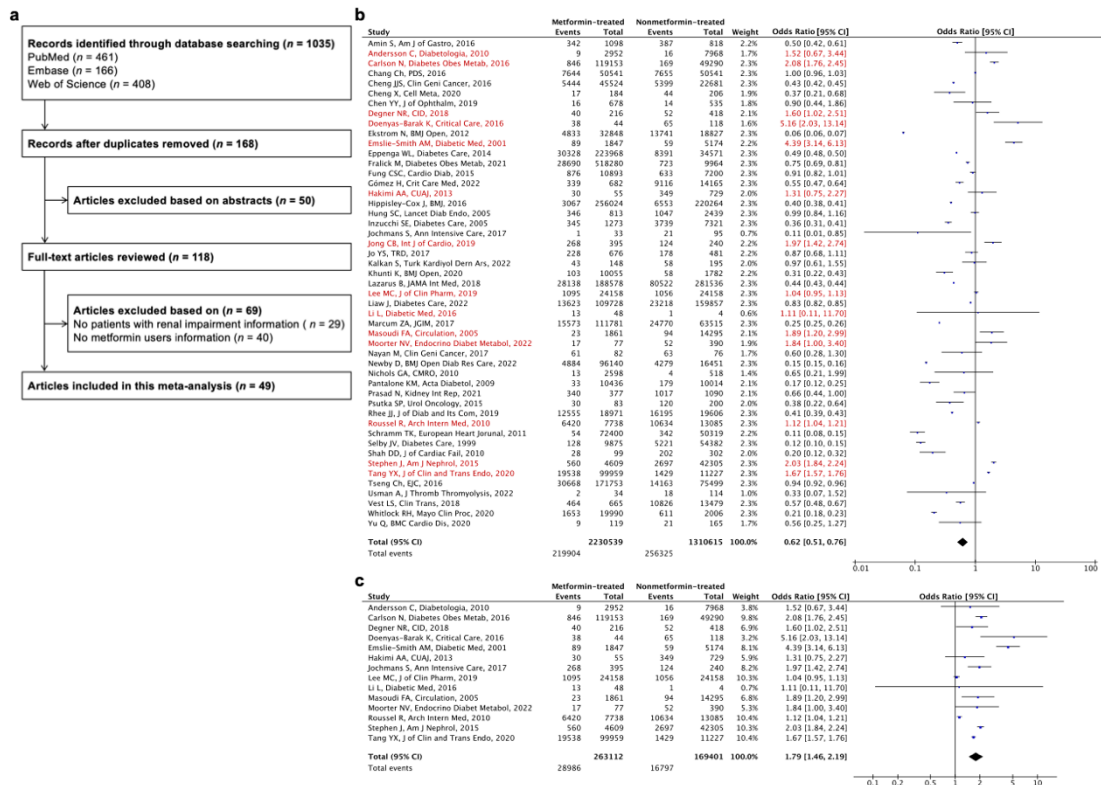 a
Records identified through database searching (n = 1035)
PubMed (n = 461)
Embase (n = 166)
Web of Science (n = 408)
Records after duplicates removed (n = 168)
Articles excluded based on abstracts (n = 50)
Full-text articles reviewed (n = 118)
Articles excluded based on (n = 69)
No patients with renal impairment information ( n = 29)
No metformin users information (n = 40)
Articles included in this meta-analysis (n = 49)
b
Metformin-treated Nonmetformin-treated
Study Events Total Events Total Weight Odds Ratio [95% CI] Odds Ratio [95% CI]
Amin S, Am J of Gastro, 2016 342 1098 387 818 2.2% 0.50 [0.42, 0.61]
Andersson C, Diabetologia, 2010 9 2952 16 7968 1.7% 1.52 [0.67, 3.44]
Carlson N, Diabetes Obes Metab, 2016 846 119153 169 49290 2.2% 2.08 [1.76, 2.45]
Chang Ch, PDS, 2016 7644 50541 7655 50541 2.3% 1.00 [0.96, 1.03]
Cheng JJS, Clin Geni Cancer, 2016 5444 45524 5399 22681 2.3% 0.43 [0.42, 0.45]
Cheng X, Cell Meta, 2020 17 184 44 206 1.9% 0.37 [0.21, 0.68]
Chen YY, J of Ophthalm, 2019 16 678 14 535 1.8% 0.90 [0.44, 1.86]
Degner NR, CID, 2018 40 216 52 418 2.1% 1.60 [1.02, 2.51]
Doenyas-Barak K, Critical Care, 2016 38 44 65 118 1.5% 5.16 [2.03, 13.14]
Ekstrom N, BMJ Open, 2012 4833 32848 13741 18827 2.3% 0.06 [0.06, 0.07]
Emslie-Smith AM, Diabetic Med, 2001 89 1847 59 5174 2.1% 4.39 [3.14, 6.13]
Eppenga WL, Diabetes Care, 2014 30328 223968 8391 34571 2.3% 0.49 [0.48, 0.50]
Fralick M, Diabetes Obes Metab, 2021 28690 518280 723 9964 2.3% 0.75 [0.69, 0.81]
Fung CSC, Cardio Diab, 2015 876 10893 633 7200 2.3% 0.91 [0.82, 1.01]
Gómez H, Crit Care Med, 2022 339 682 9116 14165 2.2% 0.55 [0.47, 0.64]
Hakimi AA, CUAJ, 2013 30 55 349 729 2.0% 1.31 [0.75, 2.27]
Hippisley-Cox J, BMJ, 2016 3067 256024 6553 220264 2.3% 0.40 [0.38, 0.41]
Hung SC, Lancet Diab Endo, 2005 346 813 1047 2439 2.3% 0.99 [0.84, 1.16]
Inzucchi SE, Diabetes Care, 2005 345 1273 3739 7321 2.3% 0.36 [0.31, 0.41]
Jochmans S, Ann Intensive Care, 2017 1 33 21 95 0.7% 0.11 [0.01, 0.85]
Jong CB, Int J of Cardio, 2019 268 395 124 240 2.2% 1.97 [1.42, 2.74]
Jo YS, TRD, 2017 228 676 178 481 2.2% 0.87 [0.68, 1.11]
Kalkan S, Turk Kardiyol Dern Ars, 2022 43 148 58 195 2.0% 0.97 [0.61, 1.55]
Khunti K, BMJ Open, 2020 103 10055 58 1782 2.1% 0.31 [0.22, 0.43]
Lazarus B, JAMA Int Med, 2018 28138 188578 80522 281536 2.3% 0.44 [0.43, 0.44]
Lee MC, J of Clin Pharm, 2019 1095 24158 1056 24158 2.3% 1.04 [0.95, 1.13]
Liaw J, Diabetes Care, 2022 13623 109728 23218 159857 2.3% 0.83 [0.82, 0.85]
Li L, Diabetic Med, 2016 13 48 1 4 0.6% 1.11 [0.11, 11.70]
Marcum ZA, JGIM, 2017 15573 111781 24770 63515 2.3% 0.25 [0.25, 0.26]
Masoudi FA, Circulation, 2005 23 1861 94 14295 2.1% 1.89 [1.20, 2.99]
Moorter NV, Endocrino Diabet Metabol, 2022 17 77 52 390 1.9% 1.84 [1.00, 3.40]
Nayan M, Clin Geni Cancer, 2017 61 82 63 76 1.7% 0.60 [0.28, 1.30]
Newby D, BMJ Open Diab Res Care, 2022 4884 96140 4279 16451 2.3% 0.15 [0.15, 0.16]
Nichols GA, CMRO, 2010 13 2598 4 518 1.4% 0.65 [0.21, 1.99]
Pantalone KM, Acta Diabetol, 2009 33 10436 179 10014 2.1% 0.17 [0.12, 0.25]
Prasad N, Kidney Int Rep, 2021 340 377 1017 1090 2.1% 0.66 [0.44, 1.00]
Psutka SP, Urol Oncology, 2015 30 83 120 200 2.0% 0.38 [0.22, 0.64]
Rhee JJ, J of Diab and Its Com, 2019 12555 18971 16195 19606 2.3% 0.41 [0.39, 0.43]
Roussel R, Arch Intern Med, 2010 6420 7738 10634 13085 2.3% 1.12 [1.04, 1.21]
Schramm TK, European Heart Jorunal, 2011 54 72400 342 50319 2.2% 0.11 [0.08, 0.15]
Selby JV, Diabetes Care, 1999 128 9875 5221 54382 2.2% 0.12 [0.10, 0.15]
Shah DD, J of Cardiac Fail, 2010 28 99 202 302 2.0% 0.20 [0.12, 0.32]
Stephen J, Am J Nephrol, 2015 560 4609 2697 42305 2.3% 2.03 [1.84, 2.24]
Tang YX, J of Clin and Trans Endo, 2020 19538 99959 1429 11227 2.3% 1.67 [1.57, 1.76]
Tseng Ch, EJC, 2016 30668 171753 14163 75499 2.3% 0.94 [0.92, 0.96]
Usman A, J Thromb Thromyolysis, 2022 2 34 18 114 1.0% 0.33 [0.07, 1.52]
Vest LS, Clin Trans, 2018 464 665 10826 13479 2.2% 0.57 [0.48, 0.67]
Whitlock RH, Mayo Clin Proc, 2020 1653 19990 611 2006 2.3% 0.21 [0.18, 0.23]
Yu Q, BMC Cardio Dis, 2020 9 119 21 165 1.7% 0.56 [0.25, 1.27]
Total (95% CI) 2230539 1310615 100.0% 0.62 [0.51, 0.76]
Total events 219904 256325
0.01 0.1 1 10 100
c
Metformin-treated Nonmetformin-treated
Study Events Total Events Total Weight Odds Ratio [95% CI] Odds Ratio [95% CI]
Andersson C, Diabetologia, 2010 9 2952 16 7968 3.8% 1.52 [0.67, 3.44]
Carlson N, Diabetes Obes Metab, 2016 846 119153 169 49290 9.8% 2.08 [1.76, 2.45]
Degner NR, CID, 2018 40 216 52 418 7.1% 1.60 [1.02, 2.51]
Doenyas-Barak K, Critical Care, 2016 38 44 65 118 3.2% 5.16 [2.03, 13.14]
Emslie-Smith AM, Diabetic Med, 2001 89 1847 59 5174 8.4% 4.39 [3.14, 6.13]
Hakimi AA, CUAJ, 2013 30 55 349 729 6.0% 1.31 [0.75, 2.27]
Jochmans S, Ann Intensive Care, 2017 268 395 124 240 8.4% 1.97 [1.42, 2.74]
Lee MC, J of Clin Pharm, 2019 1095 24158 1056 24158 10.3% 1.04 [0.95, 1.13]
Li L, Diabetic Med, 2016 13 48 1 4 0.7% 1.11 [0.11, 11.70]
Masoudi FA, Circulation, 2005 23 1861 94 14295 7.0% 1.89 [1.20, 2.99]
Moorter NV, Endocrino Diabet Metabol, 2022 17 77 52 390 5.4% 1.84 [1.00, 3.40]
Roussel R, Arch Intern Med, 2010 6420 7738 10634 13085 10.4% 1.12 [1.04, 1.21]
Stephen J, Am J Nephrol, 2015 560 4609 2697 42305 10.2% 2.03 [1.84, 2.24]
Tang YX, J of Clin and Trans Endo, 2020 19538 99959 1429 11227 10.4% 1.67 [1.57, 1.76]
Total (95% CI) 263112 169401 100.0% 1.79 [1.46, 2.19]
Total events 28986 16797
0.1 0.2 0.5 1 2 5 10